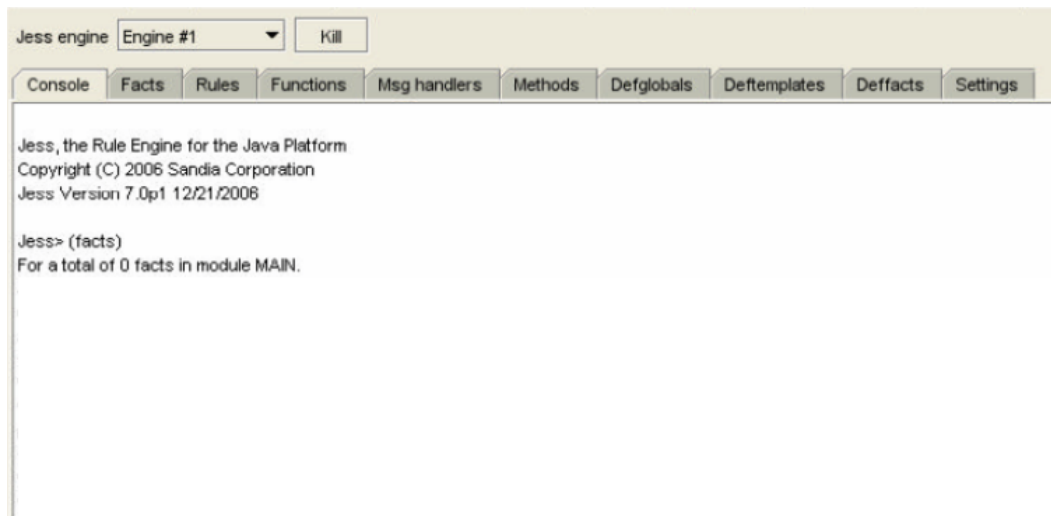 Jess engine Engine #1 Kill
Console Facts Rules Functions Msg handlers Methods Defglobals Deftemplates Deffacts Settings
Jess, the Rule Engine for the Java Platform
Copyright (C) 2006 Sandia Corporation
Jess Version 7.0p1 12/21/2006
Jess> (facts)
For a total of 0 facts in module MAIN.